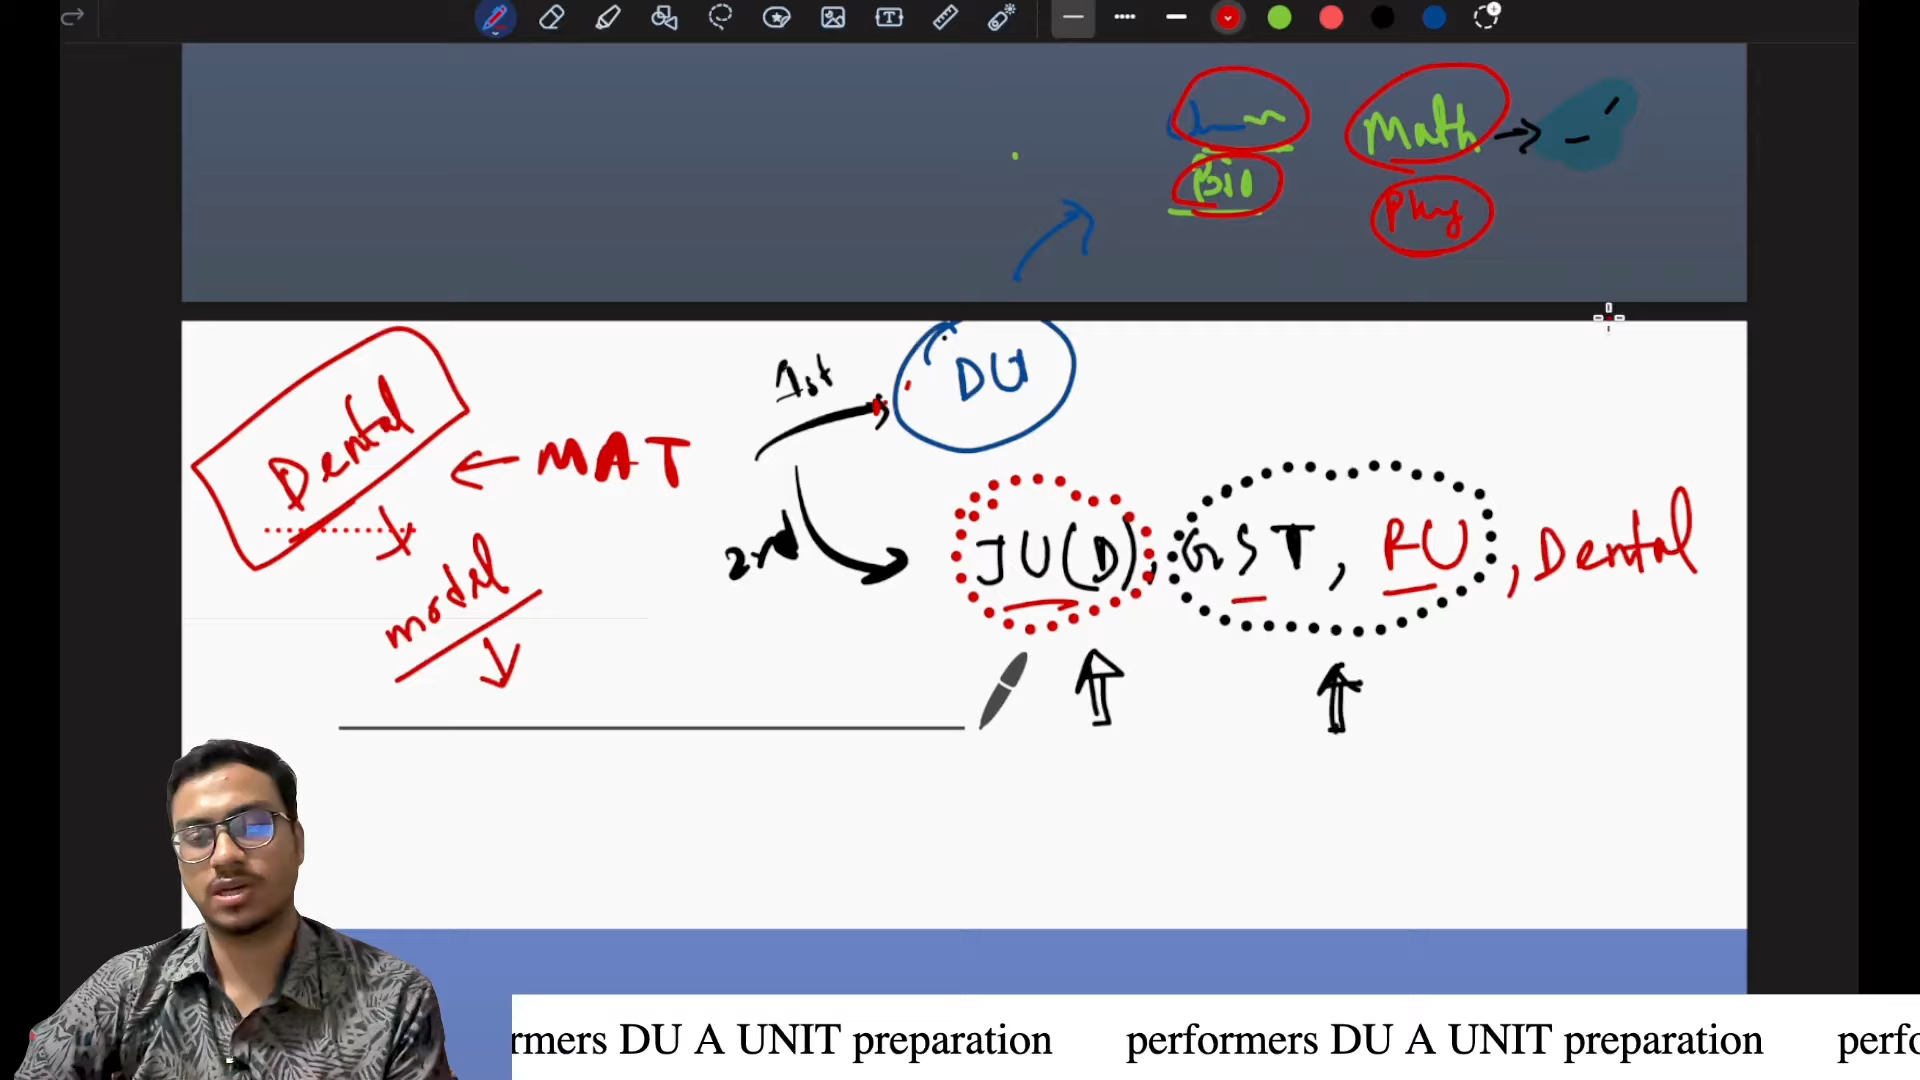 Math
Bio
Phy
Dental
MAT
1st
DU
2nd
JU(D), GST, RU, Dental
model
rmers DU A UNIT preparation performers DU A UNIT preparation perfo